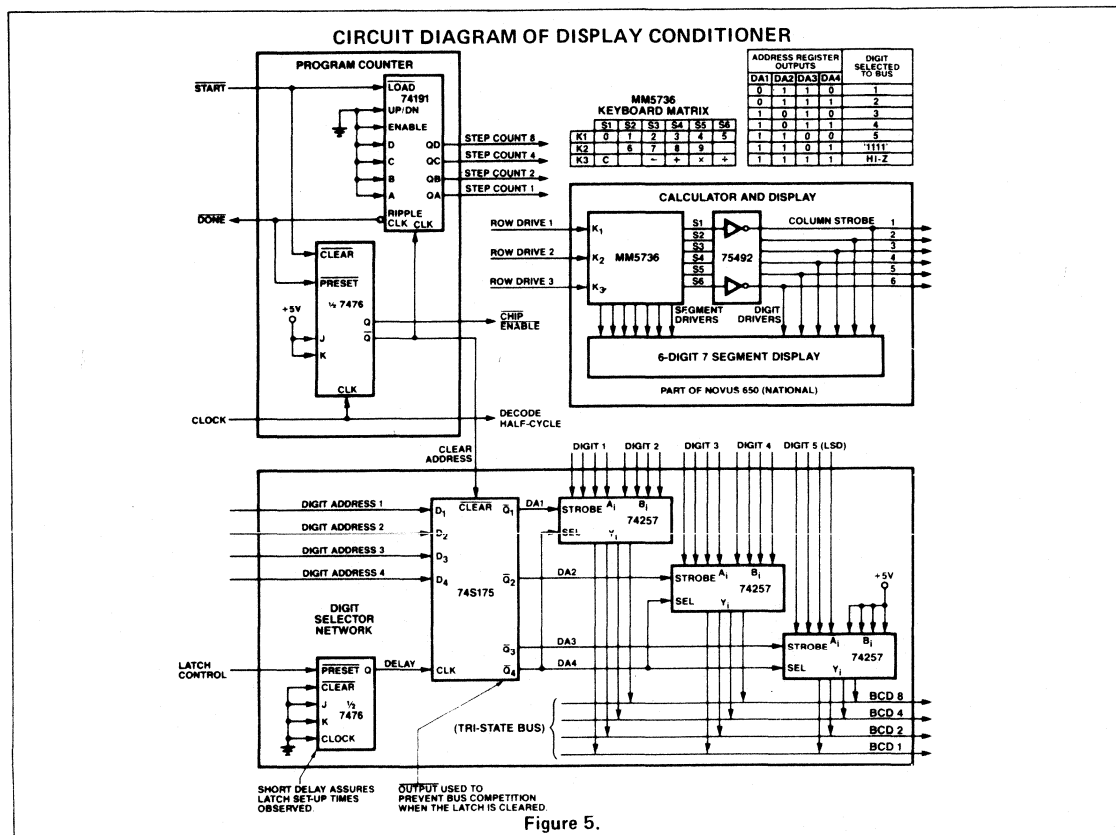 CIRCUIT DIAGRAM OF DISPLAY CONDITIONER
PROGRAM COUNTER
START
LOAD
74191
UP/DN
ENABLE
D
C
B
A
QD
QC
QB
QA
STEP COUNT 8
STEP COUNT 4
STEP COUNT 2
STEP COUNT 1
RIPPLE
CLK CLK
DONE
CLEAR
PRESET
½ 7476
+5V
J
K
Q
Q
CLK
CHIP
ENABLE
CLOCK
DECODE
HALF-CYCLE
CLEAR
ADDRESS
MM5736
KEYBOARD MATRIX
S1 S2 S3 S4 S5 S6
K1 0 1 2 3 4 5
K2 6 7 8 9
K3 C − + × ÷
ADDRESS REGISTER OUTPUTS DIGIT SELECTED TO BUS
DA1 DA2 DA3 DA4
0 1 1 0 1
0 1 1 1 2
1 0 1 0 3
1 0 1 1 4
1 1 0 0 5
1 1 0 1 '1111'
1 1 1 1 HI-Z
CALCULATOR AND DISPLAY
ROW DRIVE 1
ROW DRIVE 2
ROW DRIVE 3
K1
K2
K3
MM5736
S1
S2
S3
S4
S5
S6
75492
COLUMN STROBE
1
2
3
4
5
6
SEGMENT
DRIVERS
DIGIT
DRIVERS
6-DIGIT 7 SEGMENT DISPLAY
PART OF NOVUS 650 (NATIONAL)
DIGIT 1 DIGIT 2 DIGIT 3 DIGIT 4 DIGIT 5 (LSD)
DIGIT ADDRESS 1
DIGIT ADDRESS 2
DIGIT ADDRESS 3
DIGIT ADDRESS 4
D1
D2
D3
D4
CLEAR
74S175
CLK
Q1
Q2
Q3
Q4
DA1
DA2
DA3
DA4
STROBE Ai Bi
74257
SEL Yi
STROBE Ai Bi
74257
SEL Yi
+5V
STROBE Ai Bi
74257
SEL Yi
DIGIT
SELECTOR
NETWORK
LATCH
CONTROL
PRESET Q
CLEAR
J
K
CLOCK
½
7476
DELAY
(TRI-STATE BUS)
BCD 8
BCD 4
BCD 2
BCD 1
SHORT DELAY ASSURES
LATCH SET-UP TIMES
OBSERVED.
OUTPUT USED TO
PREVENT BUS COMPETITION
WHEN THE LATCH IS CLEARED.
Figure 5.